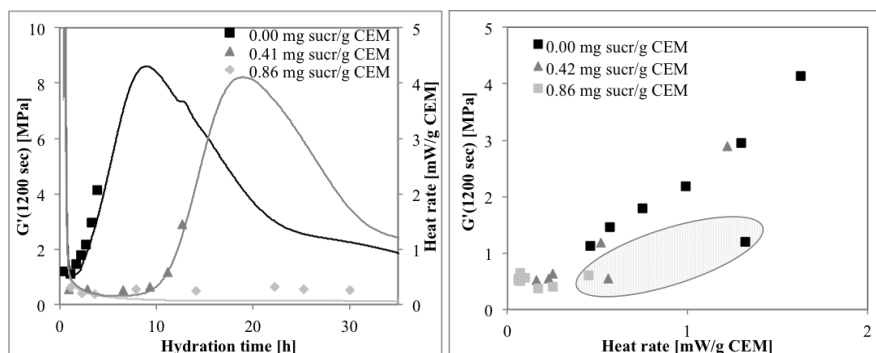 10
8
6
4
2
0
G'(1200 sec) [MPa]
0.00 mg sucr/g CEM
0.41 mg sucr/g CEM
0.86 mg sucr/g CEM
5
4
3
2
1
0
Heat rate [mW/g CEM]
0 10 20 30
Hydration time [h]
5
4
3
2
1
0
G'(1200 sec) [MPa]
0.00 mg sucr/g CEM
0.42 mg sucr/g CEM
0.86 mg sucr/g CEM
0 1 2
Heat rate [mW/g CEM]